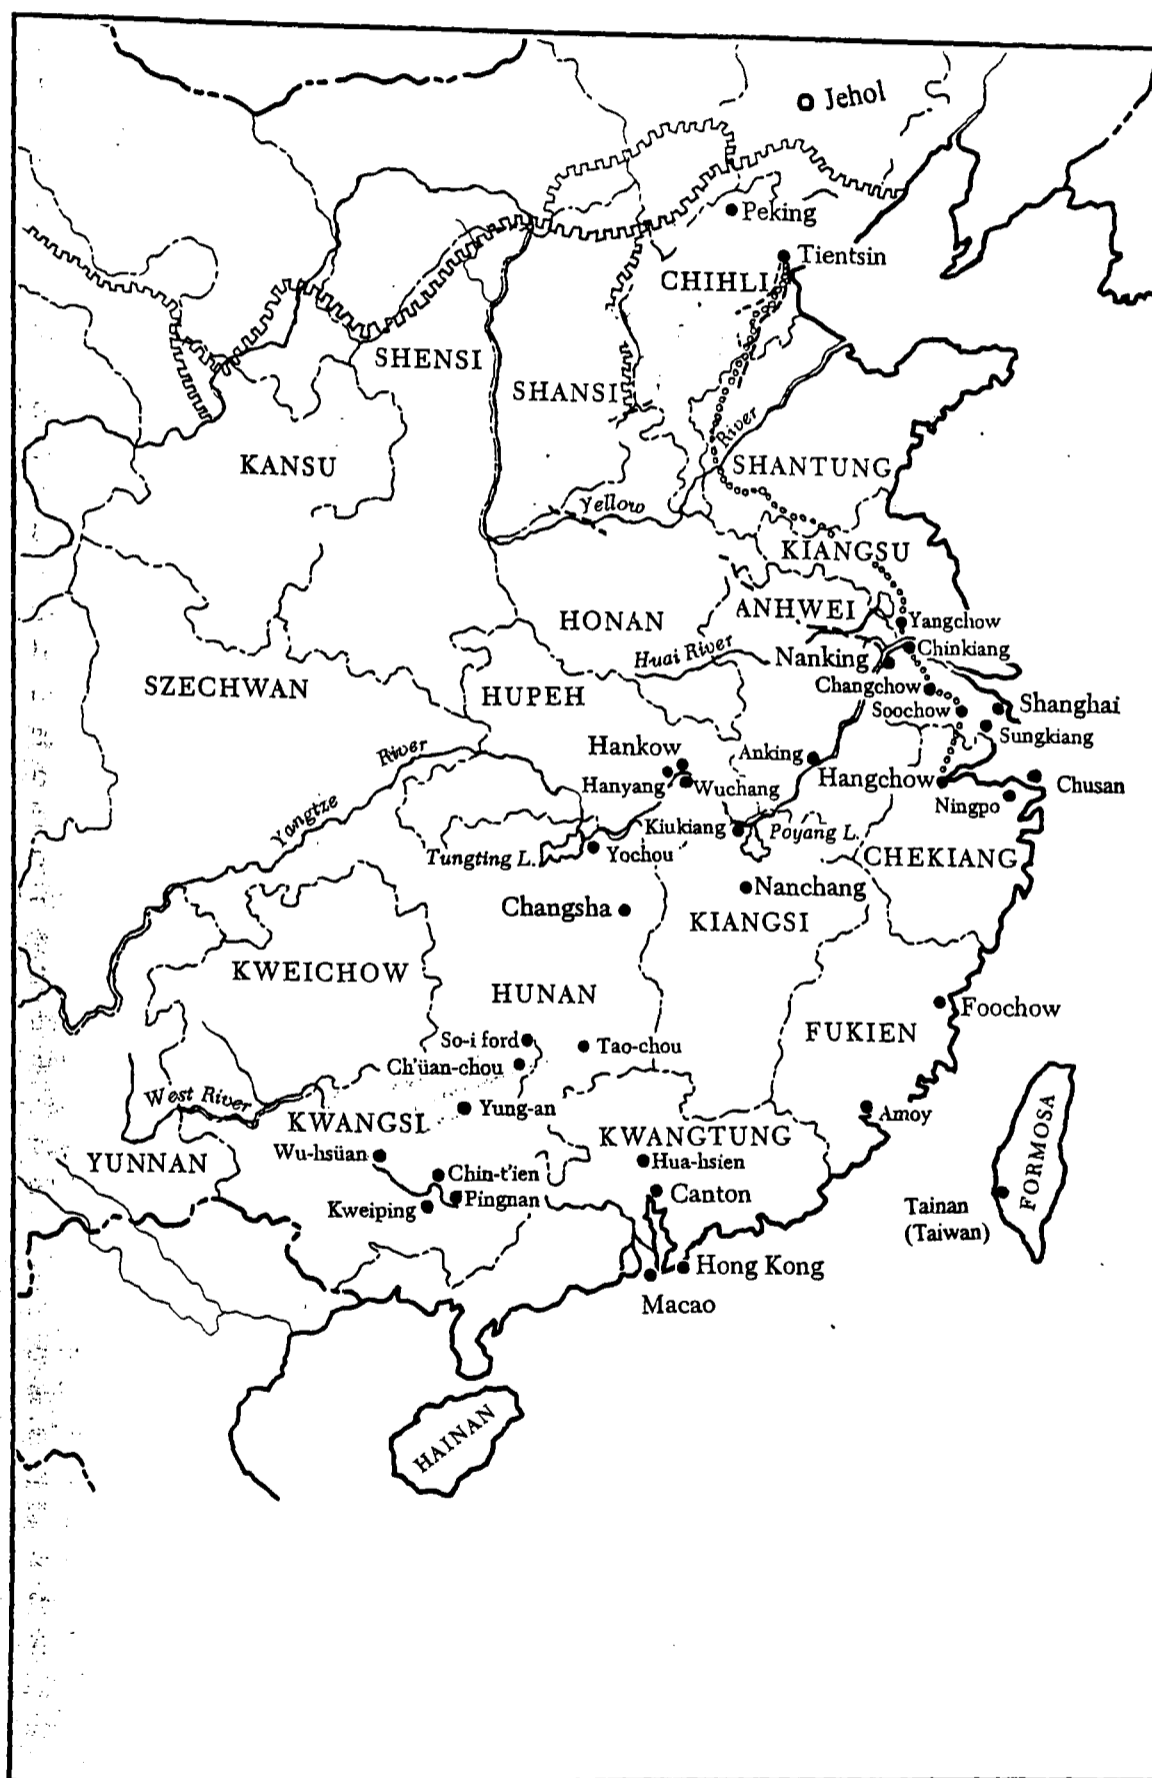 Jehol
Peking
Tientsin
CHIHLI
SHENSI
SHANSI
River
KANSU
SHANTUNG
Yellow
KIANGSU
ANHWEI
HONAN
Yangchow
Huai River
Chinkiang
Nanking
SZECHWAN
HUPEH
Changchow
Soochow
Shanghai
Sungkiang
River
Hankow
Anking
Hangchow
Hanyang
Wuchang
Chusan
Ningpo
Yangtze
Kiukiang
Poyang L.
Tungting L.
Yochou
CHEKIANG
Nanchang
Changsha
KIANGSI
KWEICHOW
HUNAN
Foochow
FUKIEN
So-i ford
Tao-chou
Ch'üan-chou
West River
Yung-an
KWANGSI
Amoy
KWANGTUNG
FORMOSA
Wu-hsüan
Hua-hsien
YUNNAN
Chin-t'ien
Pingnan
Canton
Kweiping
Tainan
(Taiwan)
Hong Kong
Macao
HAINAN